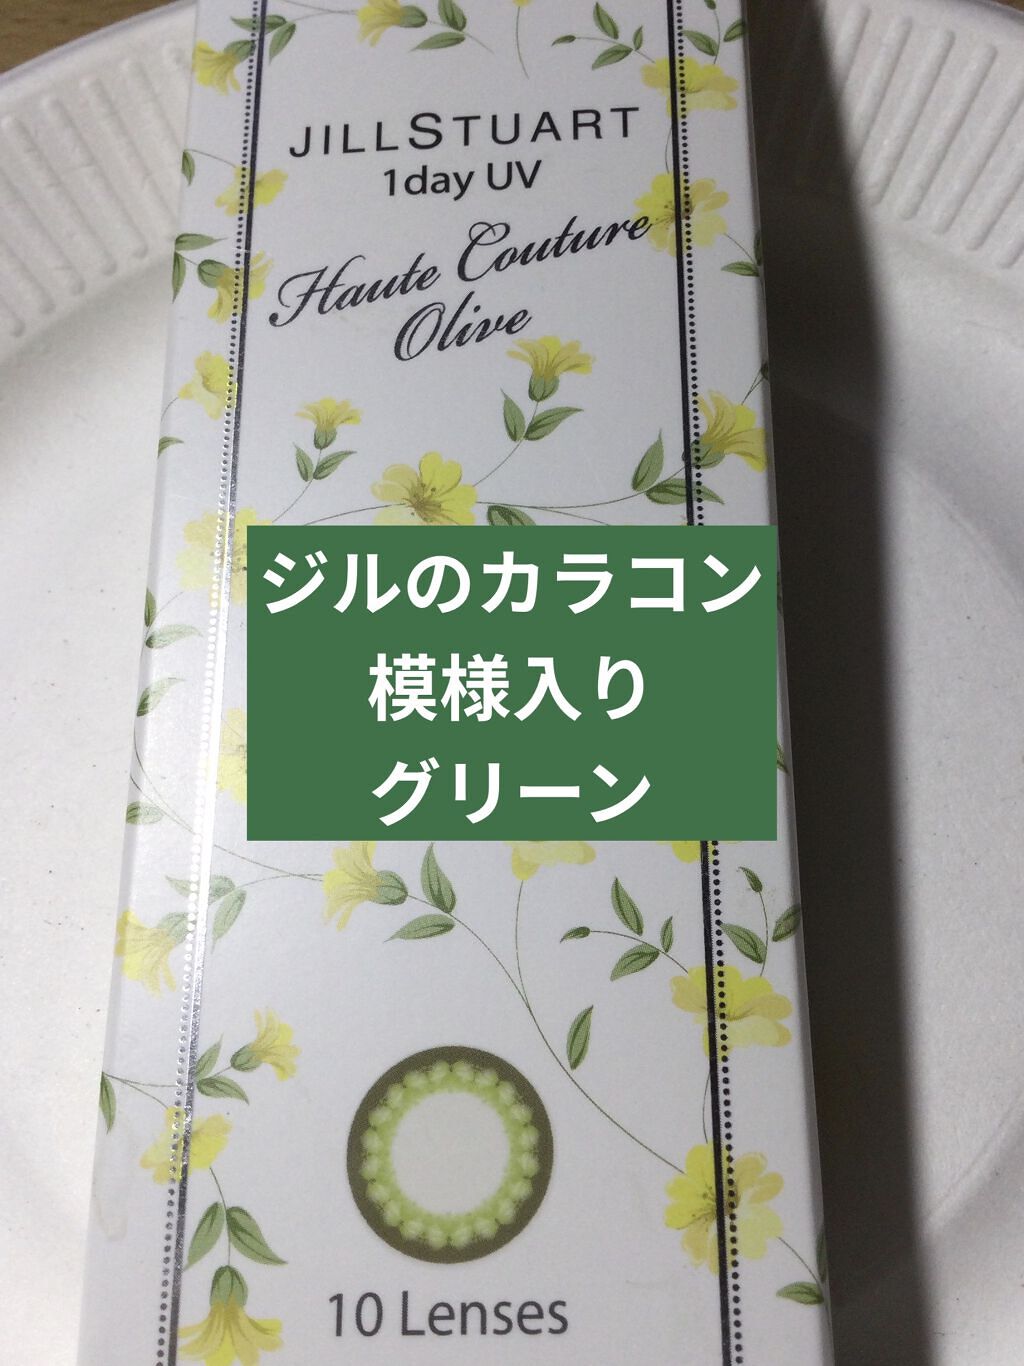 JILLSTUART
1day UV
Haute Couture
Olive
ジルのカラコン
模様入り
グリーン
10 Lenses